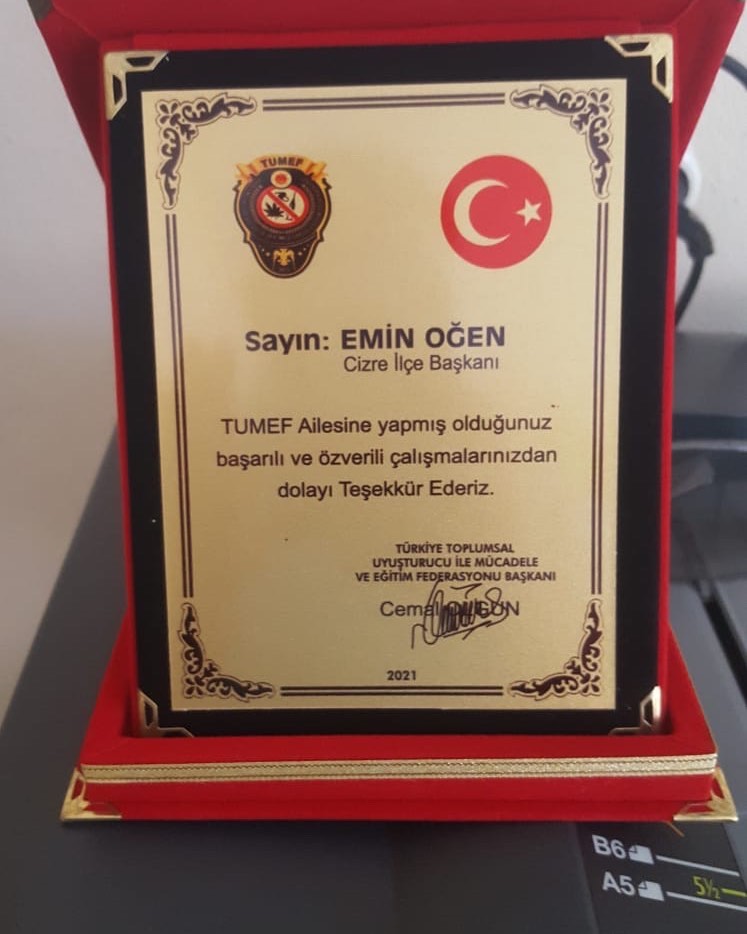 TUMEF
Sayın: EMİN OĞEN
Cizre İlçe Başkanı
TUMEF Ailesine yapmış olduğunuz
başarılı ve özverili çalışmalarınızdan
dolayı Teşekkür Ederiz.
TÜRKİYE TOPLUMSAL
UYUŞTURUCU İLE MÜCADELE
VE EĞİTİM FEDERASYONU BAŞKANI
Cemal
2021
B6
A5
5½